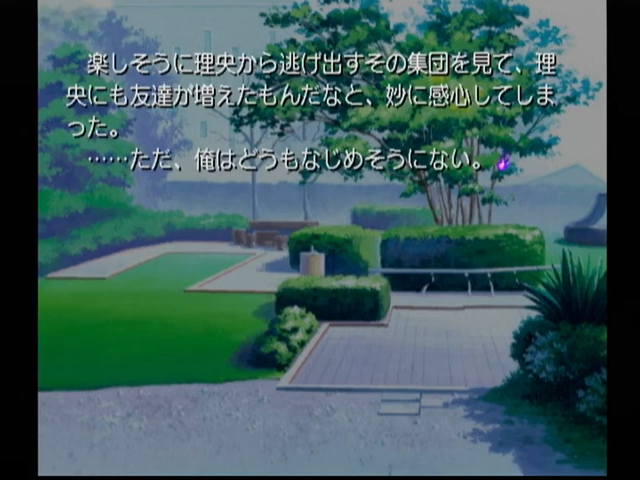 楽しそうに理央から逃げ出すその集団を見て、理
央にも友達が増えたもんだなと、妙に感心してしま
った。
　……ただ、俺はどうもなじめそうにない。